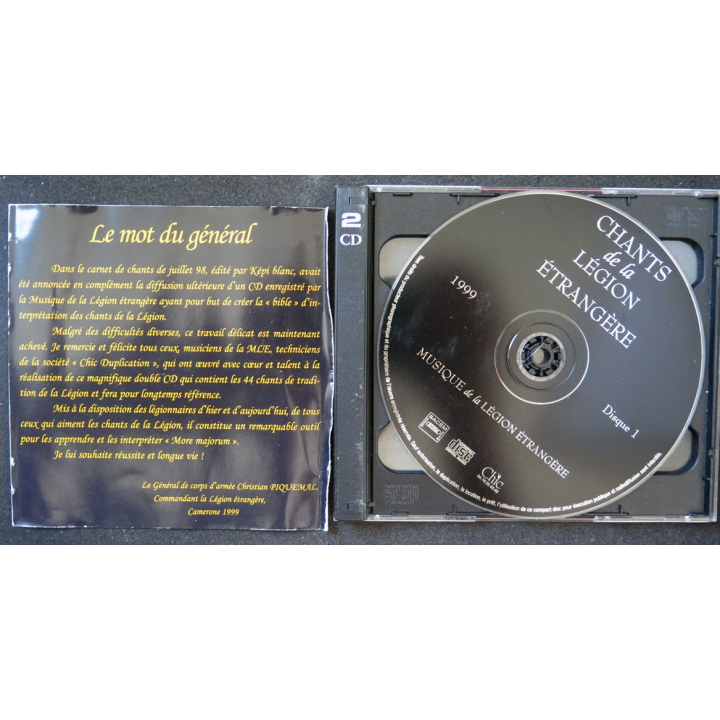 Le mot du général
Dans le carnet de chants de juillet 98, édité par Képi blanc, avait
été annoncée en complément la diffusion ultérieure d'un CD enregistré par
la Musique de la Légion étrangère ayant pour but de créer la « bible » d'in-
terprétation des chants de la Légion.
Malgré des difficultés diverses, ce travail délicat est maintenant
achevé. Je remercie et félicite tous ceux, musiciens de la MLE, techniciens
de la société « Chic Duplication », qui ont œuvré avec cœur et talent à la
réalisation de ce magnifique double CD qui contient les 44 chants de tradi-
tion de la Légion et fera pour longtemps référence.
Mis à la disposition des légionnaires d'hier et d'aujourd'hui, de tous
ceux qui aiment les chants de la Légion, il constitue un remarquable outil
pour les apprendre et les interpréter « More majorum ».
Je lui souhaite réussite et longue vie !
Le Général de corps d'armée Christian PIQUEMAL,
Commandant la Légion étrangère,
Camerone 1999
2
CD
CHANTS
de la
LÉGION
ÉTRANGÈRE
1999
Disque 1
MUSIQUE de la LÉGION ÉTRANGÈRE
SACEM
disc
Chic